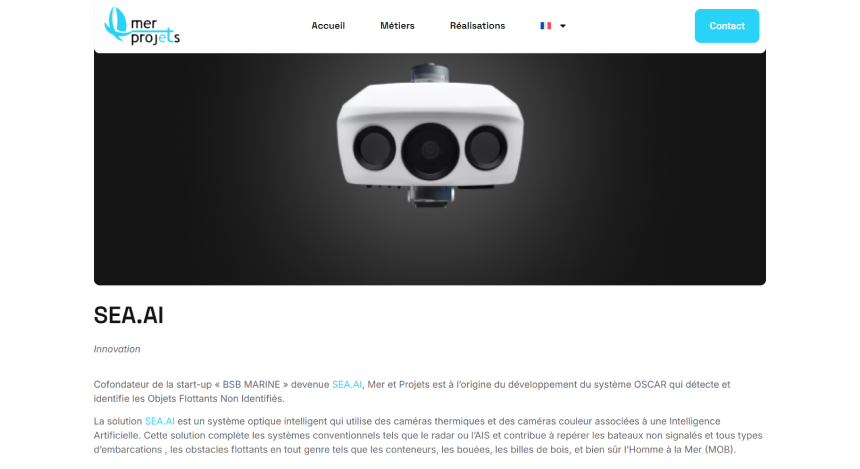 mer
projets
Accueil
Métiers
Réalisations
Contact
SEA.AI
Innovation
Cofondateur de la start-up « BSB MARINE » devenue SEA.AI, Mer et Projets est à l'origine du développement du système OSCAR qui détecte et
identifie les Objets Flottants Non Identifiés.
La solution SEA.AI est un système optique intelligent qui utilise des caméras thermiques et des caméras couleur associées à une Intelligence
Artificielle. Cette solution complète les systèmes conventionnels tels que le radar ou l'AIS et contribue à repérer les bateaux non signalés et tous types
d'embarcations , les obstacles flottants en tout genre tels que les conteneurs, les bouées, les billes de bois, et bien sûr l'Homme à la Mer (MOB).